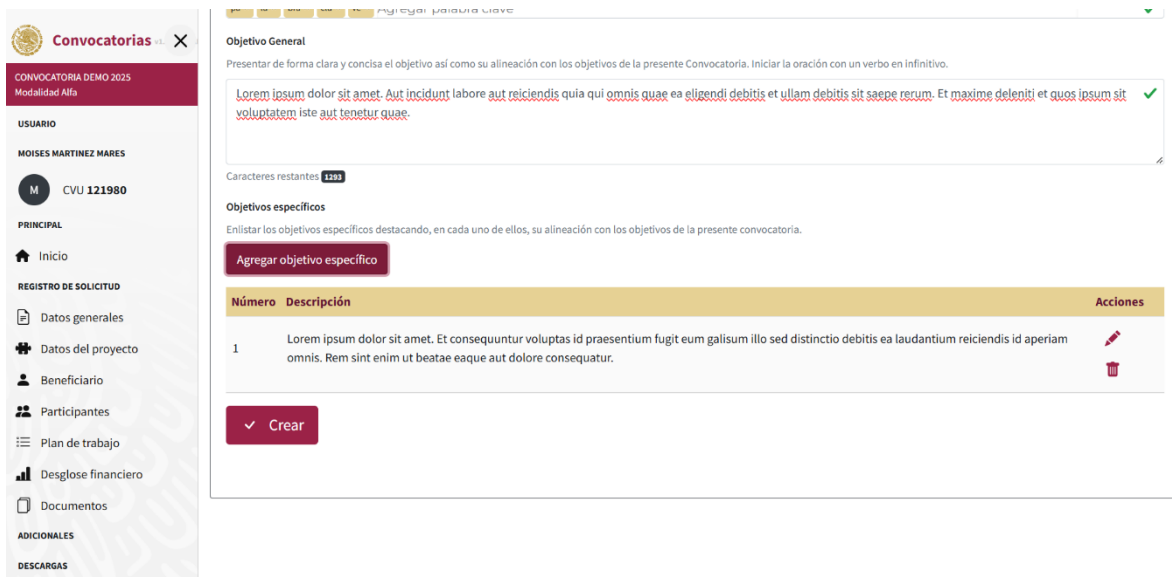 Convocatorias
CONVOCATORIA DEMO 2025
Modalidad Alfa
USUARIO
MOISES MARTINEZ MARES
M
CVU 121980
PRINCIPAL
Inicio
REGISTRO DE SOLICITUD
Datos generales
Datos del proyecto
Beneficiario
Participantes
Plan de trabajo
Desglose financiero
Documentos
ADICIONALES
DESCARGAS
Agregar palabra clave
Objetivo General
Presentar de forma clara y concisa el objetivo así como su alineación con los objetivos de la presente Convocatoria. Iniciar la oración con un verbo en infinitivo.
Lorem ipsum dolor sit amet. Aut incidunt labore aut reiciendis quia qui omnis quae ea eligendi debitis et ullam debitis sit saepe rerum. Et maxime deleniti et quos ipsum sit
voluptatem iste aut tenetur quae.
Caracteres restantes 1293
Objetivos específicos
Enlistar los objetivos específicos destacando, en cada uno de ellos, su alineación con los objetivos de la presente convocatoria.
Agregar objetivo específico
Número Descripción Acciones
1
Lorem ipsum dolor sit amet. Et consequuntur voluptas id praesentium fugit eum galisum illo sed distinctio debitis ea laudantium reiciendis id aperiam
omnis. Rem sint enim ut beatae eaque aut dolore consequatur.
Crear